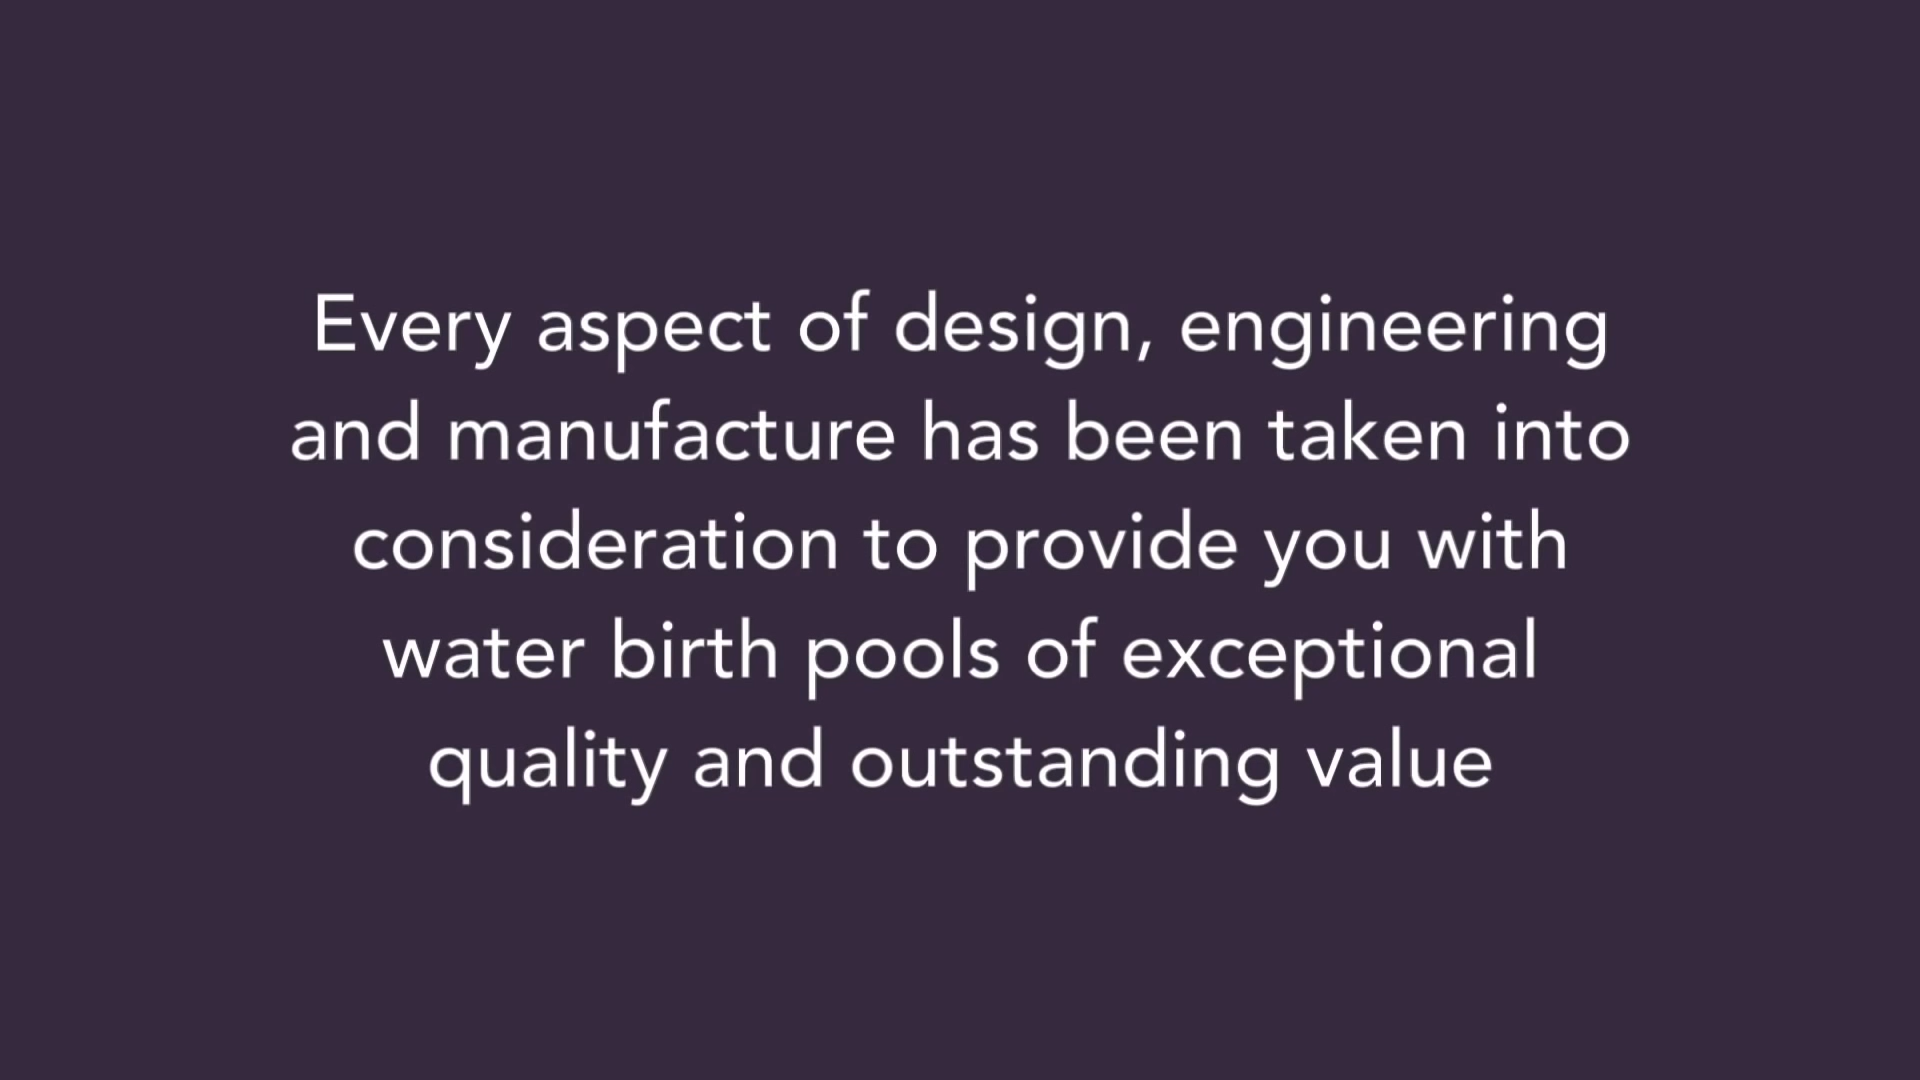 Every aspect of design, engineering
and manufacture has been taken into
consideration to provide you with
water birth pools of exceptional
quality and outstanding value